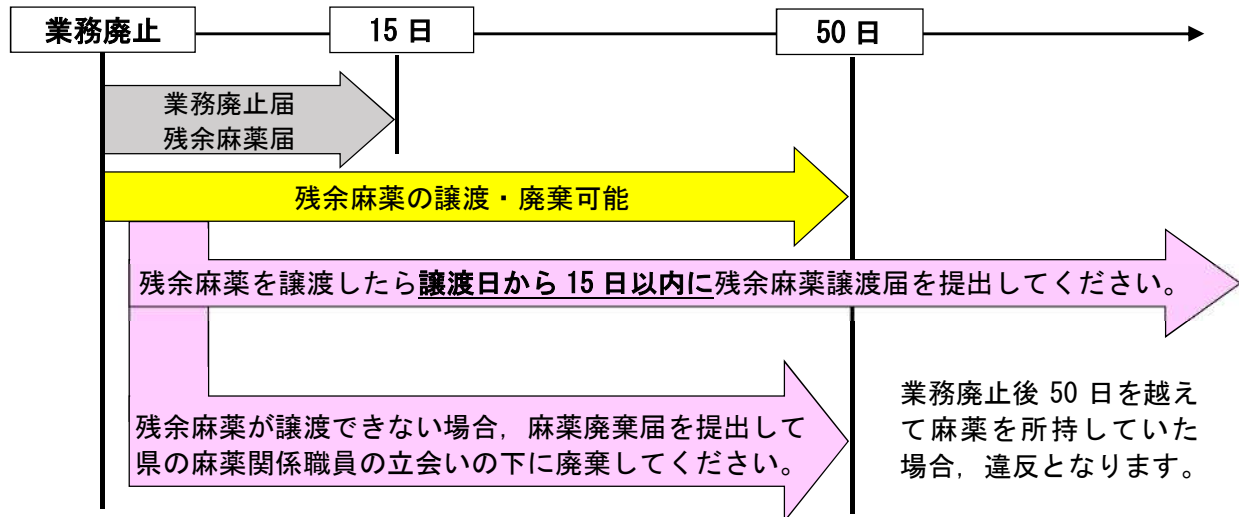 業務廃止
15 日
50 日
業務廃止届
残余麻薬届
残余麻薬の譲渡・廃棄可能
残余麻薬を譲渡したら譲渡日から 15 日以内に残余麻薬譲渡届を提出してください。
残余麻薬が譲渡できない場合，麻薬廃棄届を提出して
県の麻薬関係職員の立会いの下に廃棄してください。
業務廃止後 50 日を越え
て麻薬を所持していた
場合，違反となります。